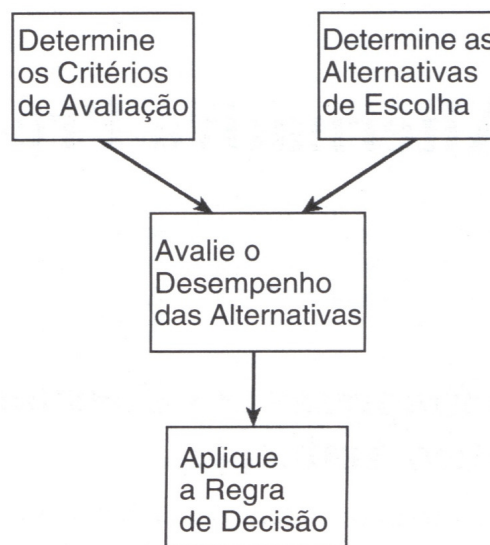 Determine
os Critérios
de Avaliação
Determine as
Alternativas
de Escolha
Avalie o
Desempenho
das Alternativas
Aplique
a Regra
de Decisão